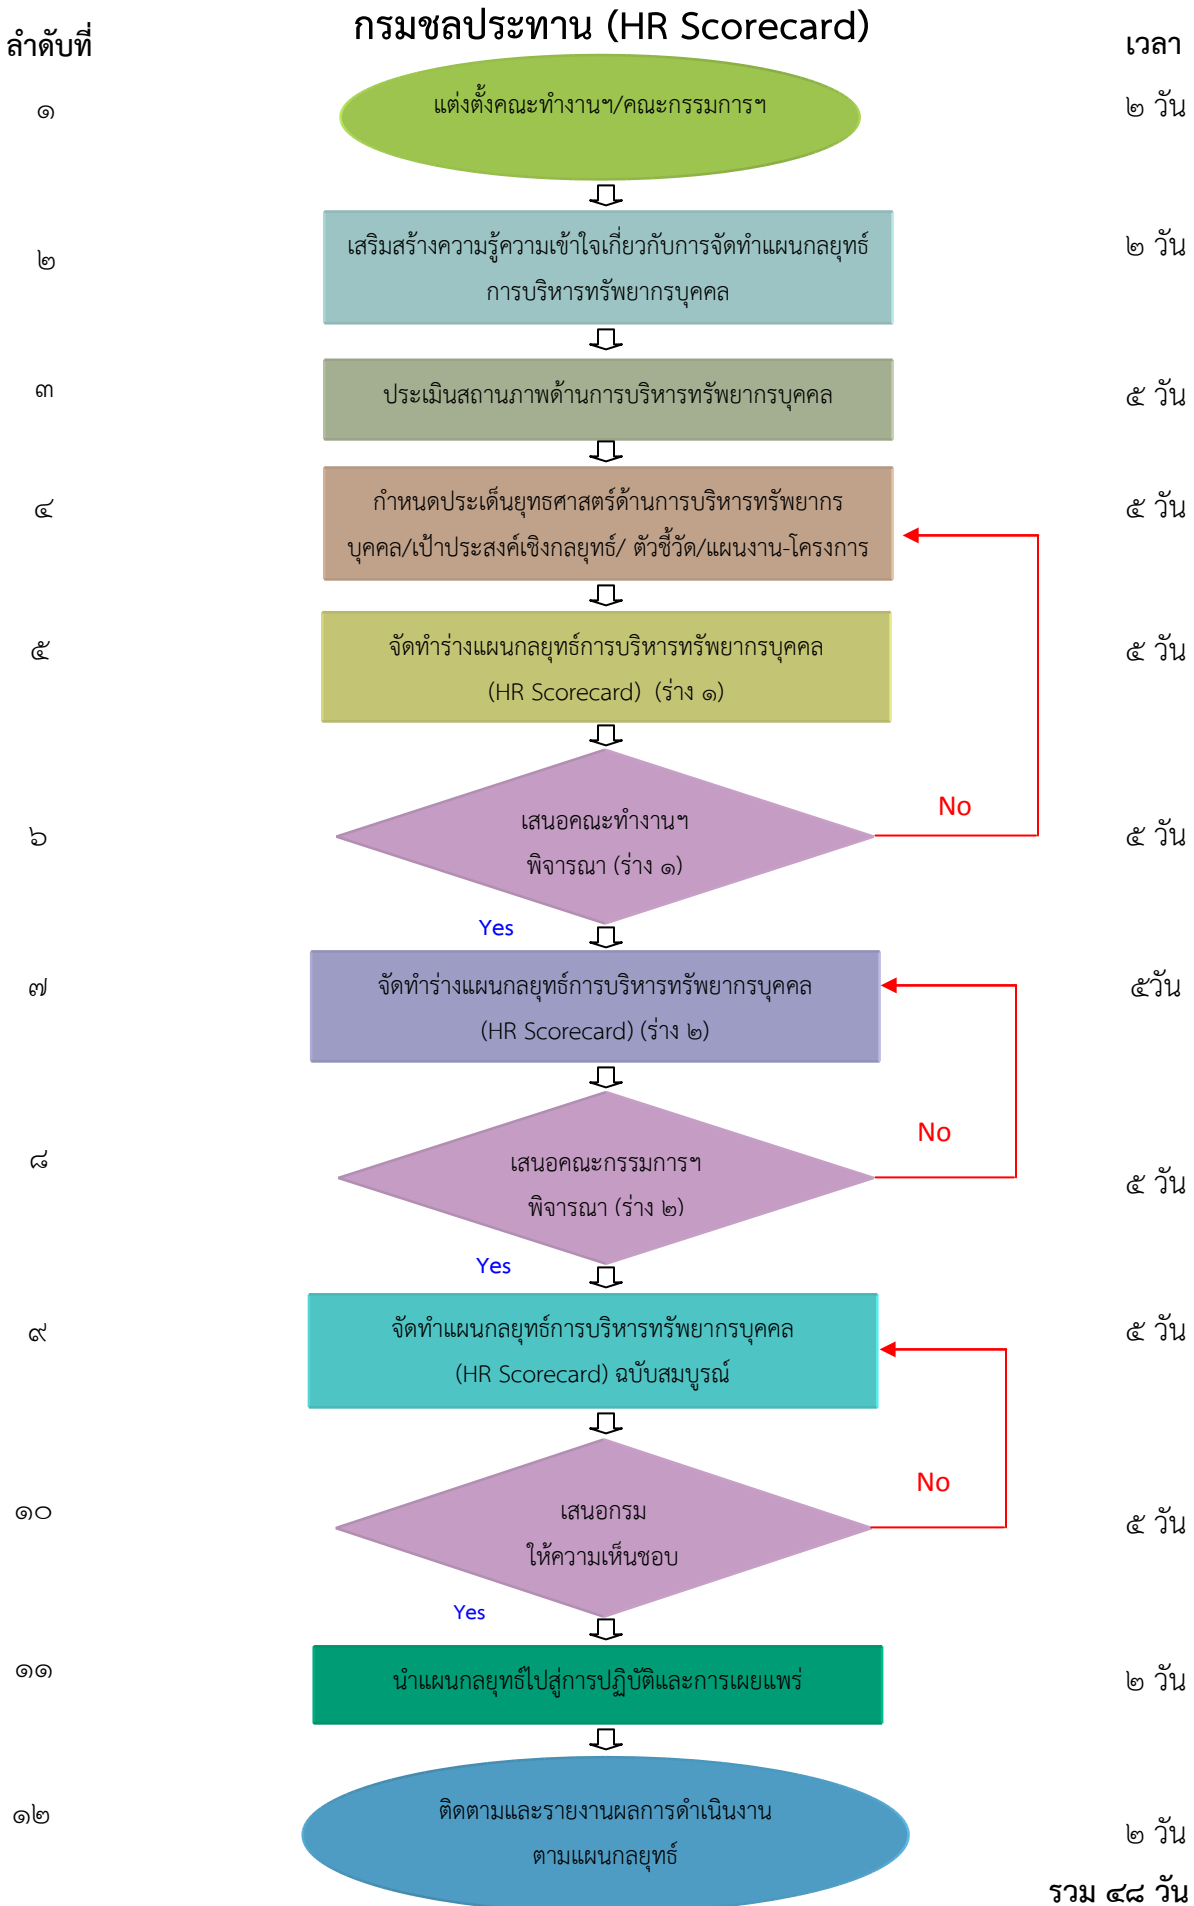 กรมชลประทาน (HR Scorecard)
ลำดับที่
เวลา
๑
แต่งตั้งคณะทำงานฯ/คณะกรรมการฯ
๒ วัน
๒
เสริมสร้างความรู้ความเข้าใจเกี่ยวกับการจัดทำแผนกลยุทธ์
การบริหารทรัพยากรบุคคล
๒ วัน
๓
ประเมินสถานภาพด้านการบริหารทรัพยากรบุคคล
๕ วัน
๔
กำหนดประเด็นยุทธศาสตร์ด้านการบริหารทรัพยากร
บุคคล/เป้าประสงค์เชิงกลยุทธ์/ ตัวชี้วัด/แผนงาน-โครงการ
๕ วัน
๕
จัดทำร่างแผนกลยุทธ์การบริหารทรัพยากรบุคคล
(HR Scorecard) (ร่าง ๑)
๕ วัน
๖
เสนอคณะทำงานฯ
พิจารณา (ร่าง ๑)
No
๕ วัน
Yes
๗
จัดทำร่างแผนกลยุทธ์การบริหารทรัพยากรบุคคล
(HR Scorecard) (ร่าง ๒)
๕วัน
๘
เสนอคณะกรรมการฯ
พิจารณา (ร่าง ๒)
No
๕ วัน
Yes
๙
จัดทำแผนกลยุทธ์การบริหารทรัพยากรบุคคล
(HR Scorecard) ฉบับสมบูรณ์
๕ วัน
๑๐
เสนอกรม
ให้ความเห็นชอบ
No
๕ วัน
Yes
๑๑
นำแผนกลยุทธ์ไปสู่การปฏิบัติและการเผยแพร่
๒ วัน
๑๒
ติดตามและรายงานผลการดำเนินงาน
ตามแผนกลยุทธ์
๒ วัน
รวม ๔๘ วัน